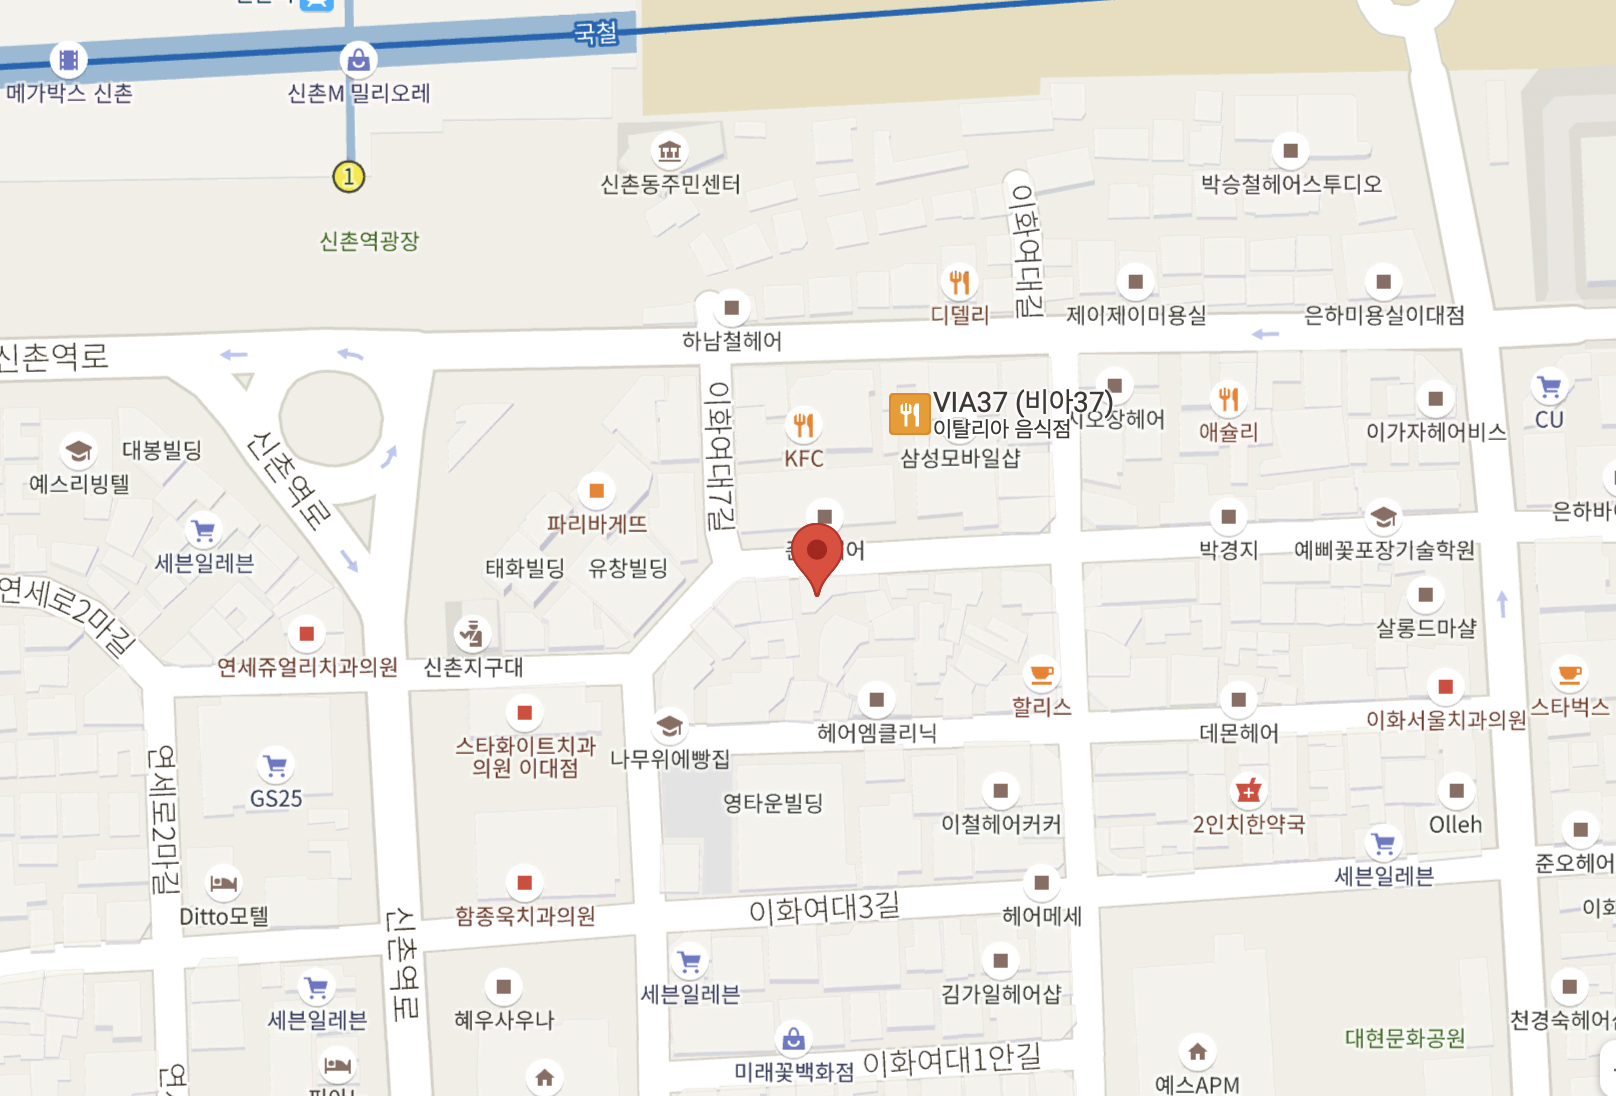 국철
메가박스 신촌
신촌M 밀리오레
1
신촌동주민센터
박승철헤어스투디오
이화여대길
신촌역광장
디델리
제이제이미용실
은하미용실이대점
하남철헤어
신촌역로
이화여대7길
VIA37 (비아37)
이탈리아 음식점
KFC
삼성모바일샵
애슐리
이가자헤어비스
CU
신촌역로
대봉빌딩
예스리빙텔
세븐일레븐
파리바게뜨
태화빌딩
유창빌딩
박경지
예삐꽃포장기술학원
연세로2마길
연세쥬얼리치과의원
신촌지구대
살롱드마샬
할리스
헤어엠클리닉
데몬헤어
이화서울치과의원
스타벅스
스타화이트치과
의원 이대점
나무위에빵집
연세로2마길
GS25
영타운빌딩
이철헤어커커
2인치한약국
Olleh
세븐일레븐
준오헤어
Ditto모텔
함종욱치과의원
이화여대3길
헤어메세
신촌역로
세븐일레븐
혜우사우나
세븐일레븐
김가일헤어샵
미래꽃백화점
이화여대1안길
예스APM
대현문화공원